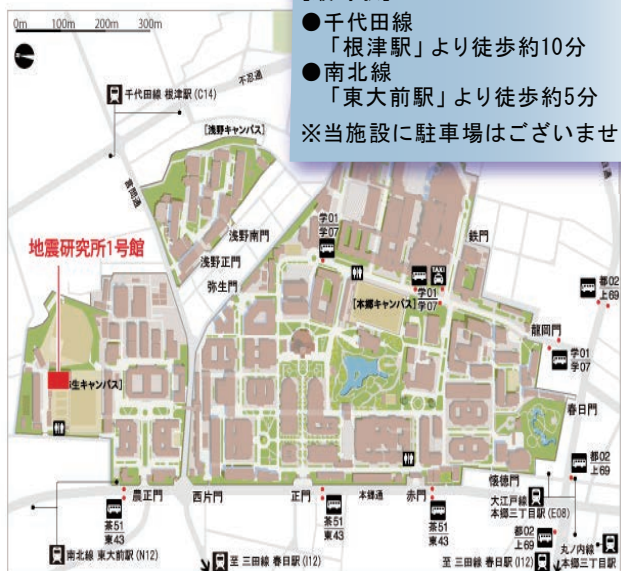 ●千代田線
「根津駅」より徒歩約10分
●南北線
「東大前駅」より徒歩約5分
※当施設に駐車場はございませ
0m 100m 200m 300m
千代田線 根津駅(C14)
不忍通
[浅野キャンパス]
言問通
浅野南門
浅野正門
弥生門
地震研究所1号館
生キャンパス]
学01
学07
鉄門
TAXI
学01
学07
[本郷キャンパス]
都02
上69
龍岡門
学01
学07
春日門
都02
上69
懐徳門
大江戸線
本郷三丁目駅(E08)
農正門
西片門
正門
本郷通
赤門
茶51
東43
茶51
東43
茶51
東43
都02
上69
丸ノ内線
本郷三丁目駅
南北線 東大前駅(N12)
至 三田線 春日駅(I12)
至 三田線 春日駅(I12)